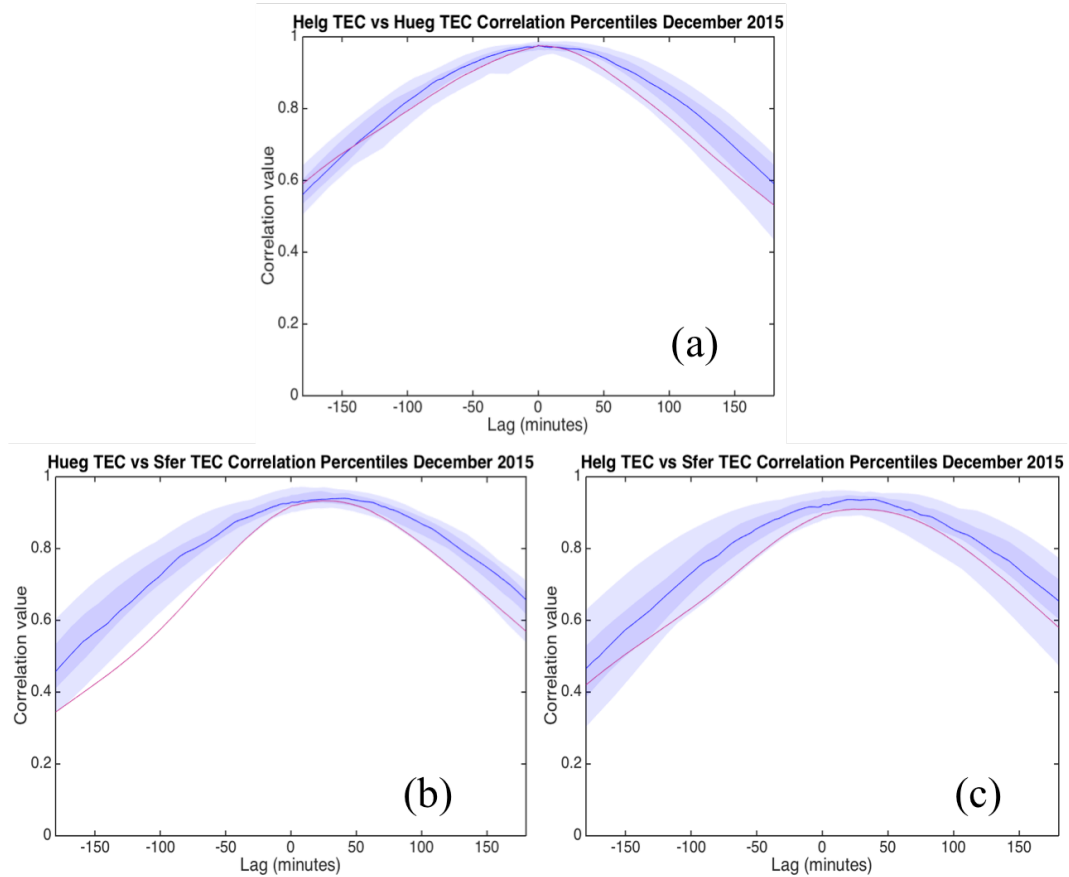 Helg TEC vs Hueg TEC Correlation Percentiles December 2015
1
0.8
0.6
0.4
0.2
0
Correlation value
-150 -100 -50 0 50 100 150
Lag (minutes)
(a)
Hueg TEC vs Sfer TEC Correlation Percentiles December 2015
1
0.8
0.6
0.4
0.2
0
Correlation value
-150 -100 -50 0 50 100 150
Lag (minutes)
(b)
Helg TEC vs Sfer TEC Correlation Percentiles December 2015
1
0.8
0.6
0.4
0.2
0
Correlation value
-150 -100 -50 0 50 100 150
Lag (minutes)
(c)